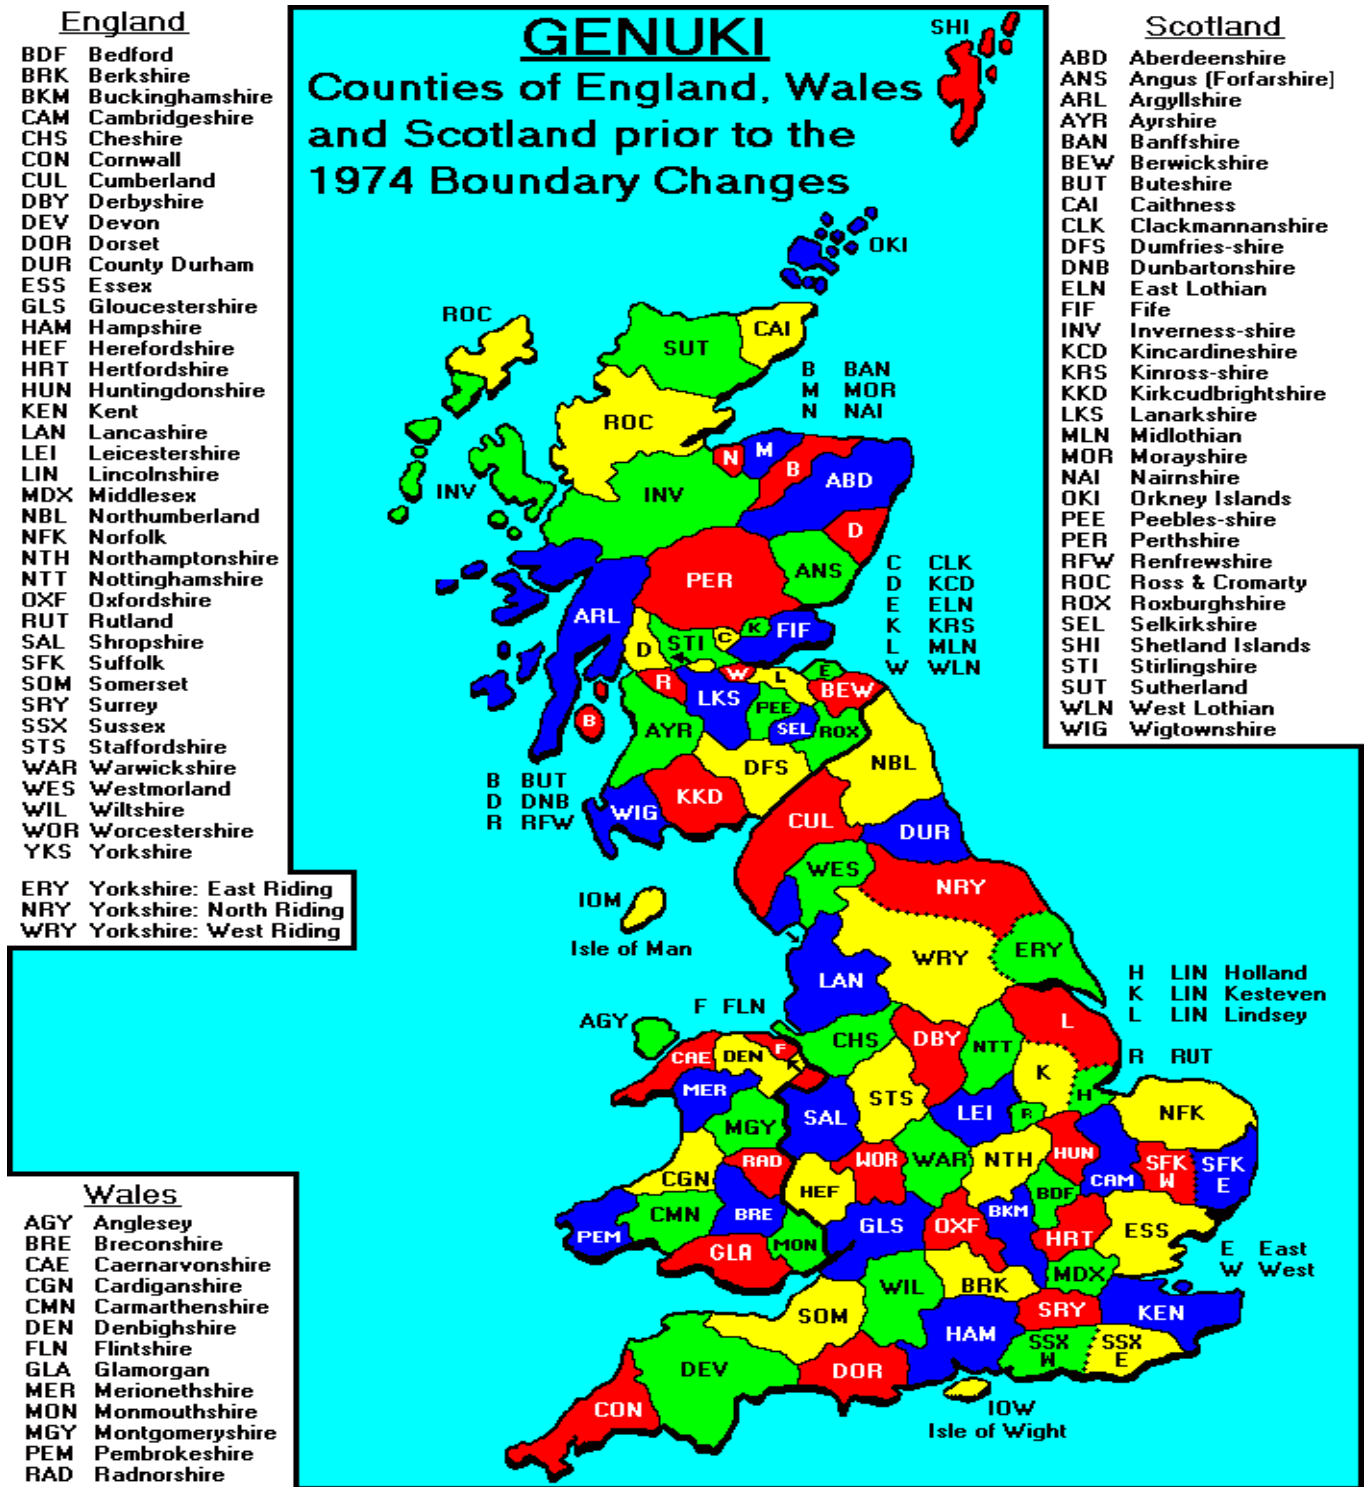 England
BDF Bedford
BRK Berkshire
BKM Buckinghamshire
CAM Cambridgeshire
CHS Cheshire
CON Cornwall
CUL Cumberland
DBY Derbyshire
DEV Devon
DOR Dorset
DUR County Durham
ESS Essex
GLS Gloucestershire
HAM Hampshire
HEF Herefordshire
HRT Hertfordshire
HUN Huntingdonshire
KEN Kent
LAN Lancashire
LEI Leicestershire
LIN Lincolnshire
MDX Middlesex
NBL Northumberland
NFK Norfolk
NTH Northamptonshire
NTT Nottinghamshire
OXF Oxfordshire
RUT Rutland
SAL Shropshire
SFK Suffolk
SOM Somerset
SRY Surrey
SSX Sussex
STS Staffordshire
WAR Warwickshire
WES Westmorland
WIL Wiltshire
WOR Worcestershire
YKS Yorkshire
ERY Yorkshire: East Riding
NRY Yorkshire: North Riding
WRY Yorkshire: West Riding
Wales
AGY Anglesey
BRE Breconshire
CAE Caernarvonshire
CGN Cardiganshire
CMN Carmarthenshire
DEN Denbighshire
FLN Flintshire
GLA Glamorgan
MER Merionethshire
MON Monmouthshire
MGY Montgomeryshire
PEM Pembrokeshire
RAD Radnorshire
GENUKI
Counties of England, Wales
and Scotland prior to the
1974 Boundary Changes
SHI
OKI
ROC
CAI
SUT
B BAN
M MOR
N NAI
ROC
M
N
B
ABD
INV
INV
D
C CLK
D KCD
E ELN
K KRS
L MLN
W WLN
PER
ANS
ARL
K
FIF
C
STI
D
W
L
E
R
BEW
LKS
PEE
B
AYR
SEL
ROX
NBL
DFS
B BUT
D DNB
R RFW
KKD
WIG
CUL
DUR
WES
NRY
IOM
Isle of Man
ERY
WRY
LAN
H LIN Holland
K LIN Kesteven
L LIN Lindsey
F FLN
AGY
L
CHS
DBY
NTT
R RUT
F
CAE
DEN
K
MER
H
STS
LEI
R
NFK
SAL
MGY
RAD
WOR
WAR
NTH
HUN
SFK
W
SFK
E
CGN
HEF
CAM
BDF
CMN
BRE
BKM
PEM
GLS
OXF
ESS
HRT
MON
GLA
E East
W West
MDX
WIL
BRK
SOM
SRY
KEN
HAM
SSX
W
SSX
E
DEV
DOR
CON
IOW
Isle of Wight
Scotland
ABD Aberdeenshire
ANS Angus (Forfarshire)
ARL Argyllshire
AYR Ayrshire
BAN Banffshire
BEW Berwickshire
BUT Buteshire
CAI Caithness
CLK Clackmannanshire
DFS Dumfries-shire
DNB Dunbartonshire
ELN East Lothian
FIF Fife
INV Inverness-shire
KCD Kincardineshire
KRS Kinross-shire
KKD Kirkcudbrightshire
LKS Lanarkshire
MLN Midlothian
MOR Morayshire
NAI Nairnshire
OKI Orkney Islands
PEE Peebles-shire
PER Perthshire
RFW Renfrewshire
ROC Ross & Cromarty
ROX Roxburghshire
SEL Selkirkshire
SHI Shetland Islands
STI Stirlingshire
SUT Sutherland
WLN West Lothian
WIG Wigtownshire